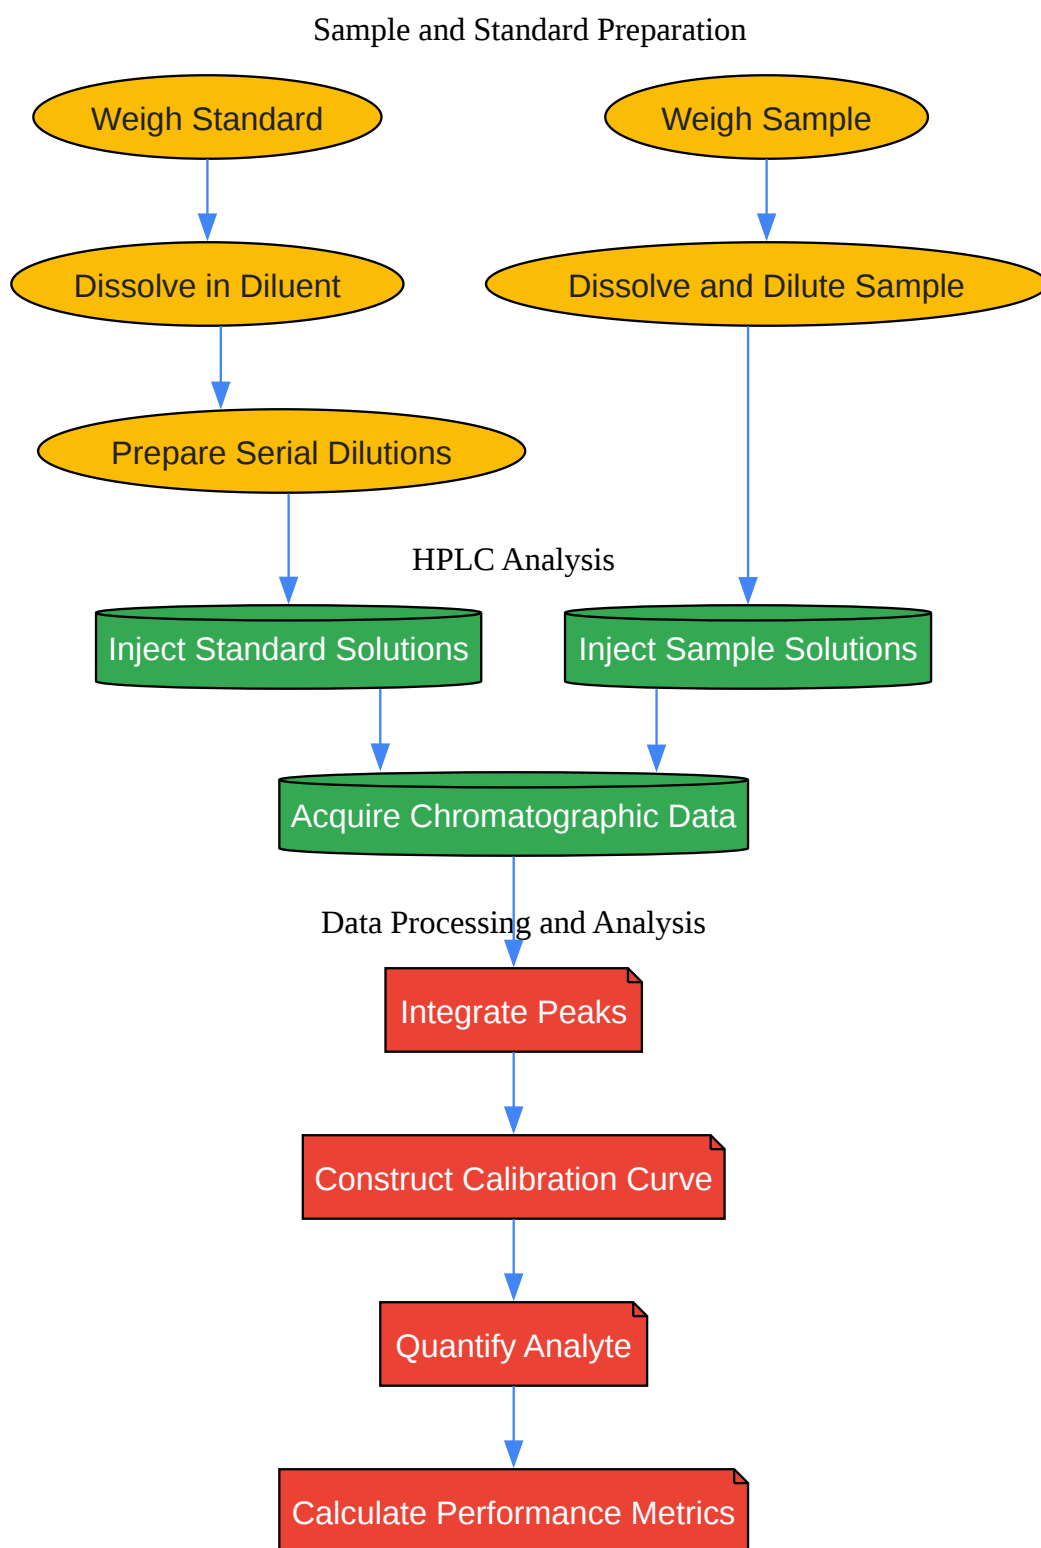 Sample and Standard Preparation
Weigh Standard
Weigh Sample
Dissolve in Diluent
Dissolve and Dilute Sample
Prepare Serial Dilutions
HPLC Analysis
Inject Standard Solutions
Inject Sample Solutions
Acquire Chromatographic Data
Data Processing and Analysis
Integrate Peaks
Construct Calibration Curve
Quantify Analyte
Calculate Performance Metrics